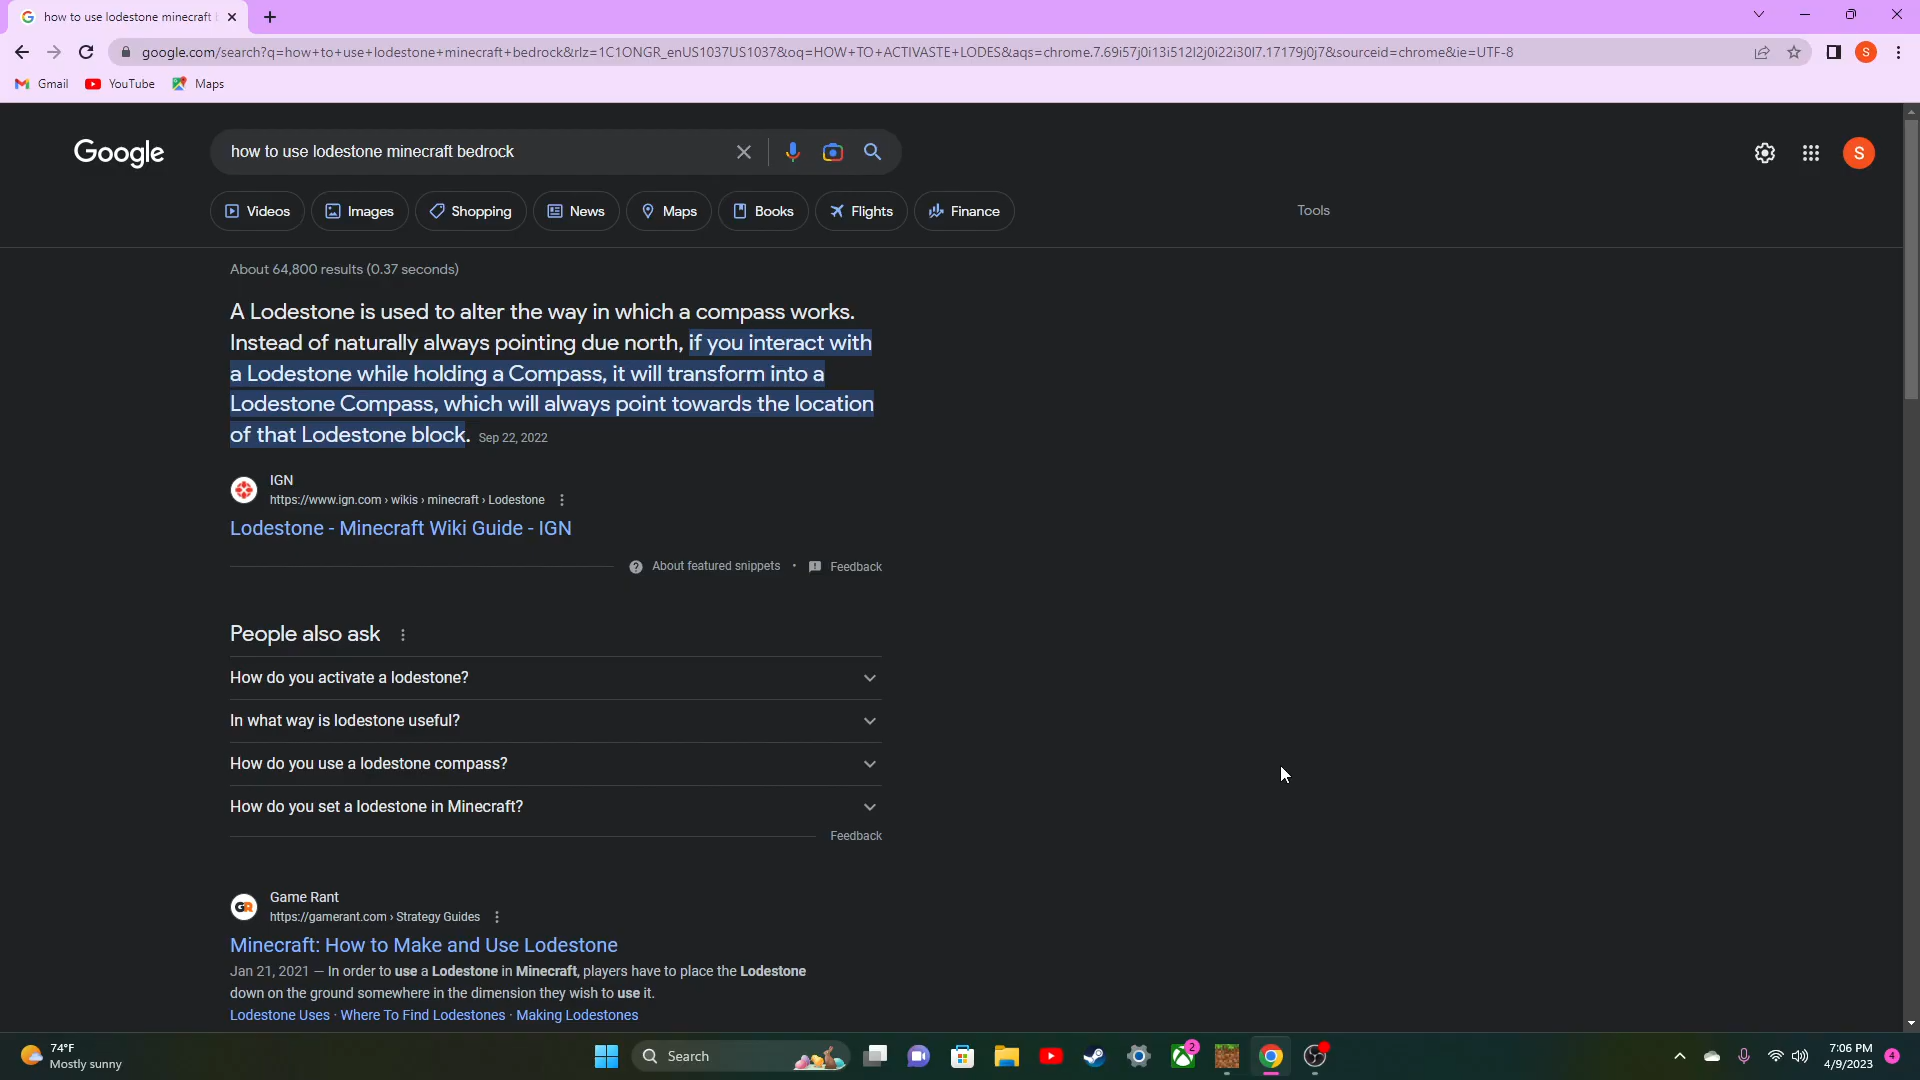 how to use lodestone minecraft
google.com/search?q=how+to+use+lodestone+minecraft+bedrock&rlz=1C1ONGR_enUS1037US1037&oq=HOW+TO+ACTIVASTE+LODES&aqs=chrome.7.69i57j0i13i512l2j0i22i30l7.17179j0j7&sourceid=chrome&ie=UTF-8
S
Gmail
YouTube
Maps
Google
how to use lodestone minecraft bedrock
S
Videos
Images
Shopping
News
Maps
Books
Flights
Finance
Tools
About 64,800 results (0.37 seconds)
A Lodestone is used to alter the way in which a compass works.
Instead of naturally always pointing due north, if you interact with
a Lodestone while holding a Compass, it will transform into a
Lodestone Compass, which will always point towards the location
of that Lodestone block. Sep 22, 2022
IGN
https://www.ign.com › wikis › minecraft › Lodestone
Lodestone - Minecraft Wiki Guide - IGN
About featured snippets • Feedback
People also ask
How do you activate a lodestone?
In what way is lodestone useful?
How do you use a lodestone compass?
How do you set a lodestone in Minecraft?
Feedback
GR
Game Rant
https://gamerant.com › Strategy Guides
Minecraft: How to Make and Use Lodestone
Jan 21, 2021 — In order to use a Lodestone in Minecraft, players have to place the Lodestone
down on the ground somewhere in the dimension they wish to use it.
Lodestone Uses · Where To Find Lodestones · Making Lodestones
74°F
Mostly sunny
Search
2
7:06 PM
4/9/2023
4